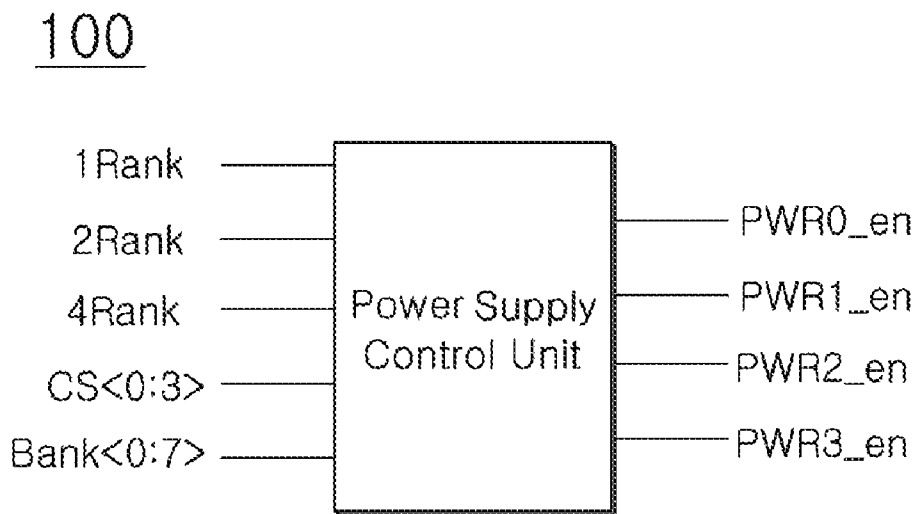 100
1Rank
2Rank
4Rank
CS<0:3>
Bank<0:7>
Power Supply
Control Unit
PWR0_en
PWR1_en
PWR2_en
PWR3_en